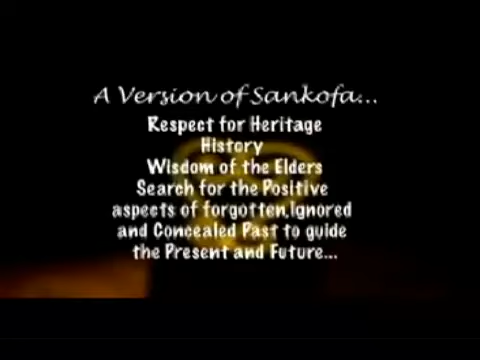 A Version of Sankofa...
Respect for Heritage
History
Wisdom of the Elders
Search for the Positive
aspects of forgotten,Ignored
and Concealed Past to guide
the Present and Future...